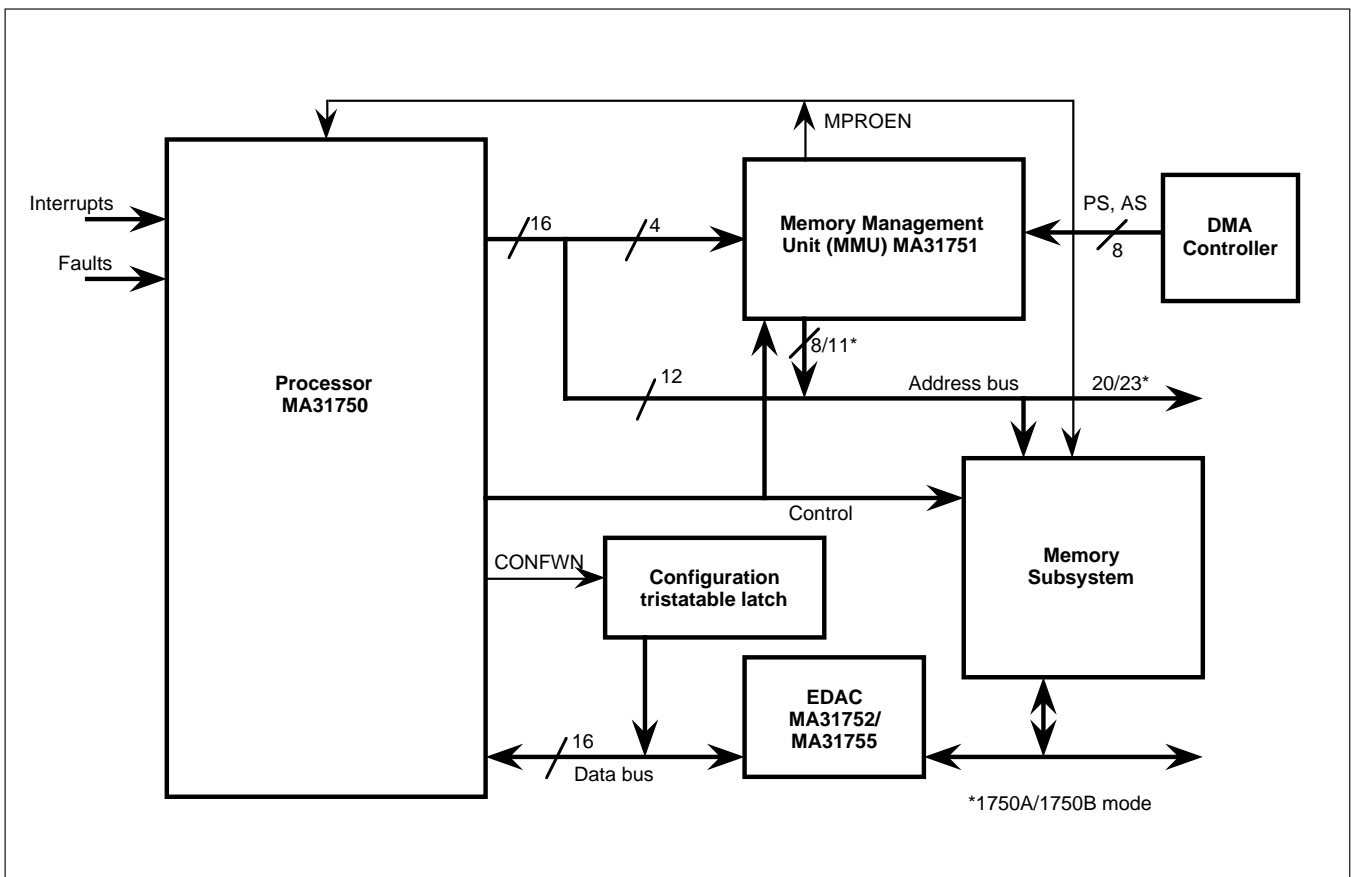 MPROEN
Interrupts
Faults
16
4
Memory Management
Unit (MMU) MA31751
PS, AS
8
DMA
Controller
8/11*
Processor
MA31750
12
Address bus
20/23*
Control
Memory
Subsystem
CONFWN
Configuration
tristatable latch
EDAC
MA31752/
MA31755
16
Data bus
*1750A/1750B mode